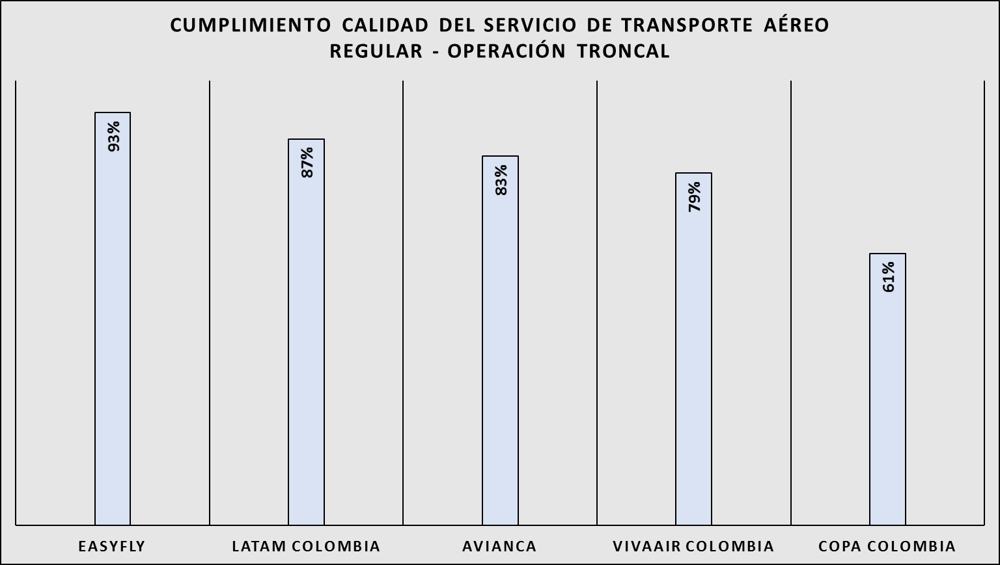 CUMPLIMIENTO CALIDAD DEL SERVICIO DE TRANSPORTE AÉREO
REGULAR - OPERACIÓN TRONCAL
93%
87%
83%
79%
61%
EASYFLY
LATAM COLOMBIA
AVIANCA
VIVAAIR COLOMBIA
COPA COLOMBIA